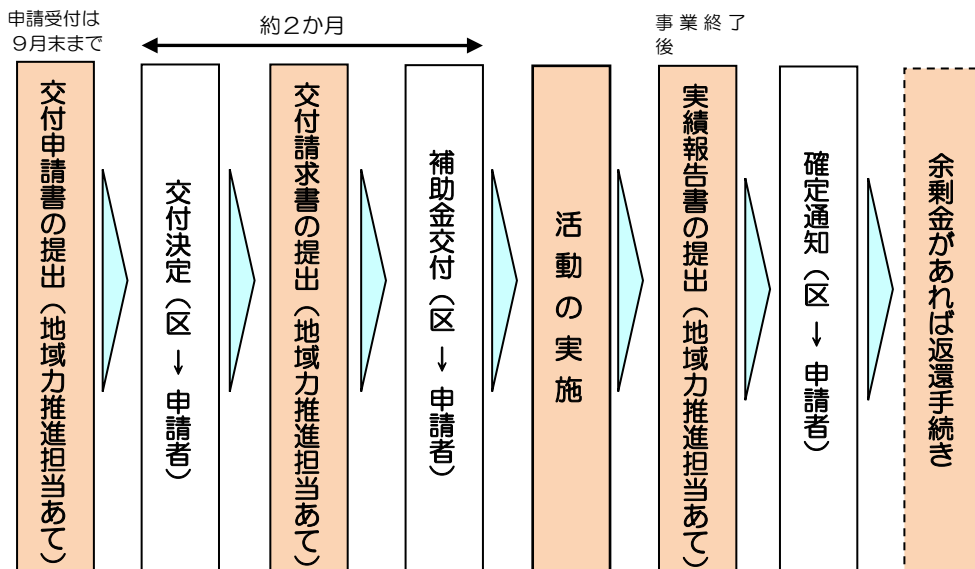 申請受付は
9月末まで
約2か月
事業終了
後
交付申請書の提出（地域力推進担当あて）
交付決定（区→申請者）
交付請求書の提出（地域力推進担当あて）
補助金交付（区→申請者）
活動の実施
実績報告書の提出（地域力推進担当あて）
確定通知（区→申請者）
余剰金があれば返還手続き